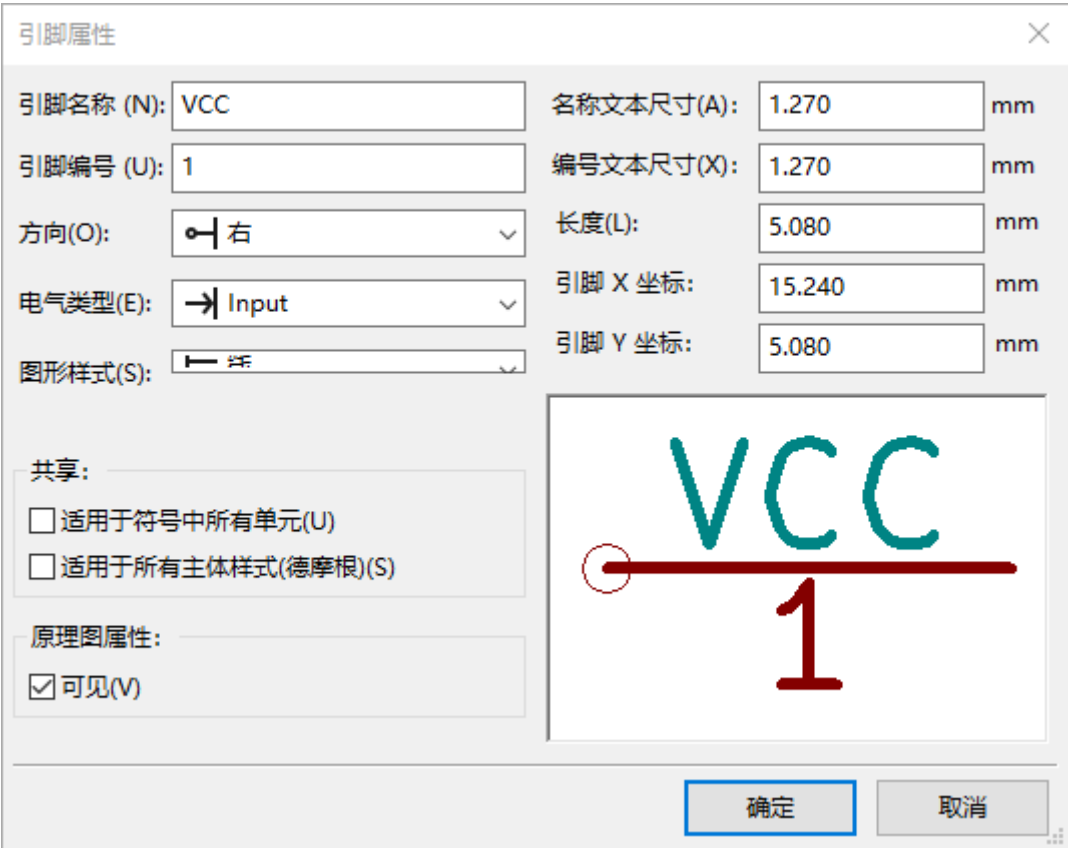 引脚属性
引脚名称 (N): VCC
引脚编号 (U): 1
方向(O): 右
电气类型(E): Input
图形样式(S):
共享:
适用于符号中所有单元(U)
适用于所有主体样式(德摩根)(S)
原理图属性:
可见(V)
名称文本尺寸(A): 1.270 mm
编号文本尺寸(X): 1.270 mm
长度(L): 5.080 mm
引脚 X 坐标: 15.240 mm
引脚 Y 坐标: 5.080 mm
VCC
1
确定
取消